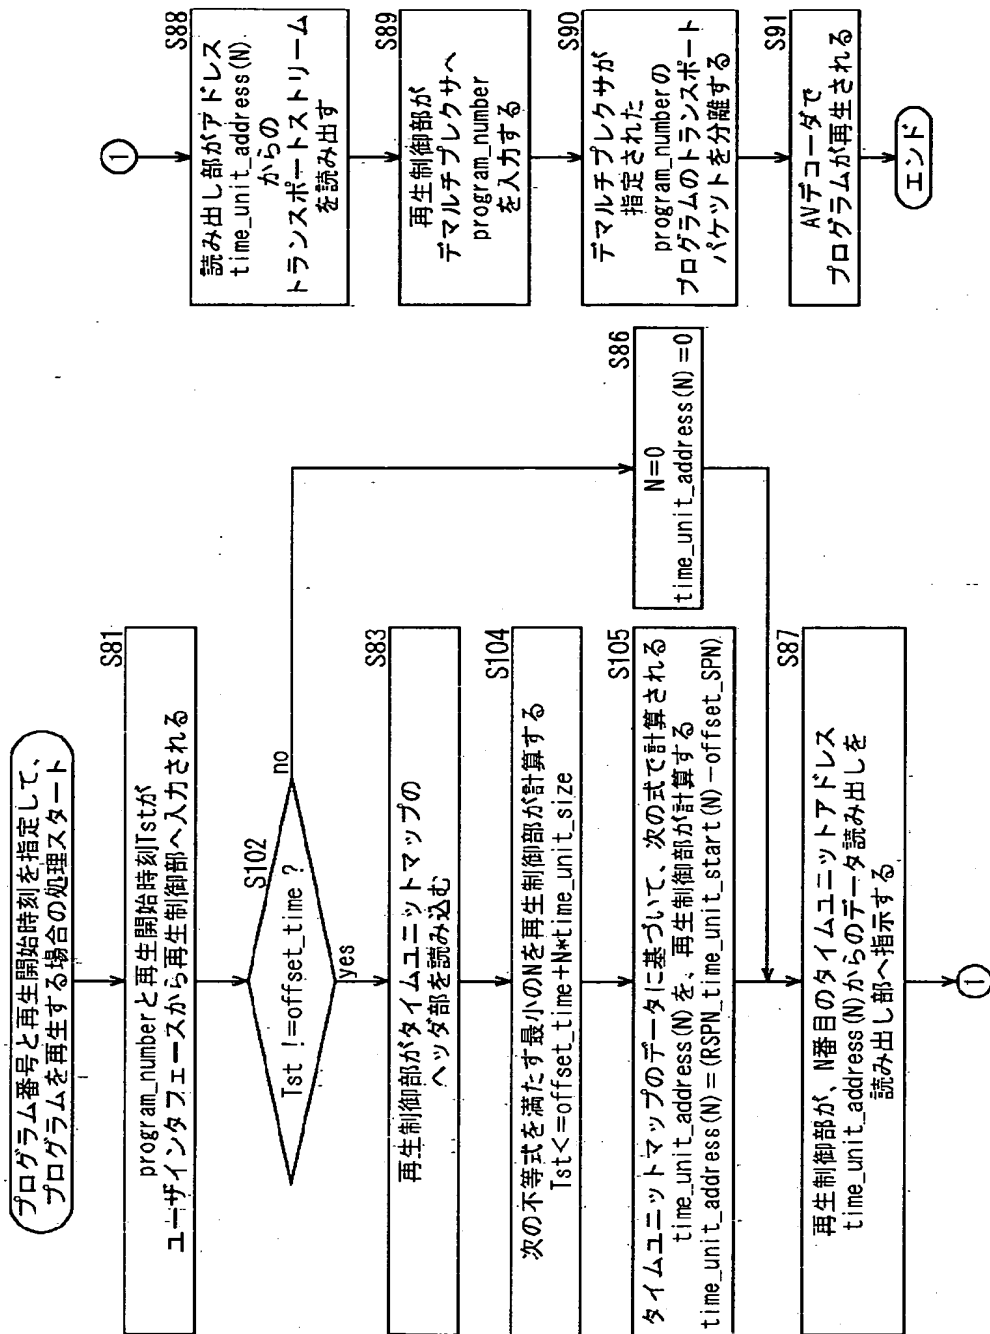 プログラム番号と再生開始時刻を指定して、
プログラムを再生する場合の処理スタート
S81
program_numberと再生開始時刻Tstが
ユーザインタフェースから再生制御部へ入力される
S102
Tst !=offset_time ?
no
yes
S83
再生制御部がタイムユニットマップの
ヘッダ部を読み込む
S104
次の不等式を満たす最小のNを再生制御部が計算する
Tst<=offset_time+N*time_unit_size
S105
タイムユニットマップのデータに基づいて、次の式で計算される
time_unit_address(N)を、再生制御部が計算する
time_unit_address(N)=(RSPN_time_unit_start(N)-offset_SPN)
S86
N=0
time_unit_address(N)=0
S87
再生制御部が、N番目のタイムユニットアドレス
time_unit_address(N)からのデータ読み出しを
読み出し部へ指示する
1
1
S88
読み出し部がアドレス
time_unit_address(N)
からの
トランスポートストリーム
を読み出す
S89
再生制御部が
デマルチプレクサへ
program_number
を入力する
S90
デマルチプレクサが
指定された
program_numberの
プログラムのトランスポート
パケットを分離する
S91
AVデコーダで
プログラムが再生される
エンド